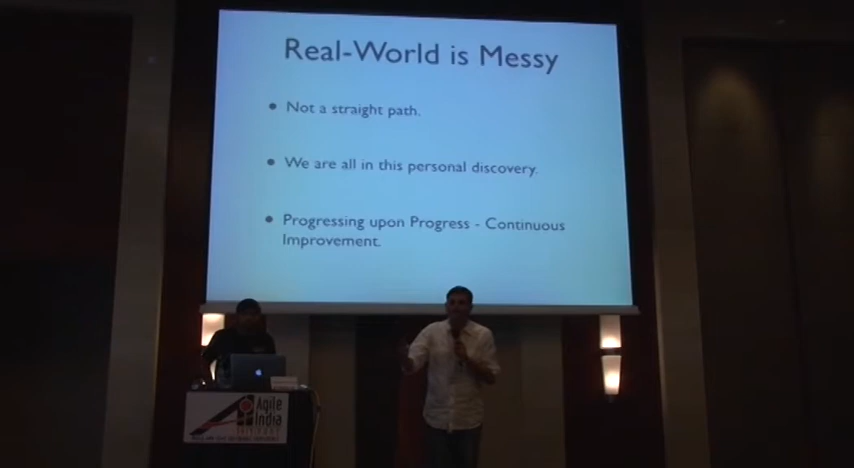 Real-World is Messy
• Not a straight path.
• We are all in this personal discovery.
• Progressing upon Progress - Continuous
Improvement.
Agile
India